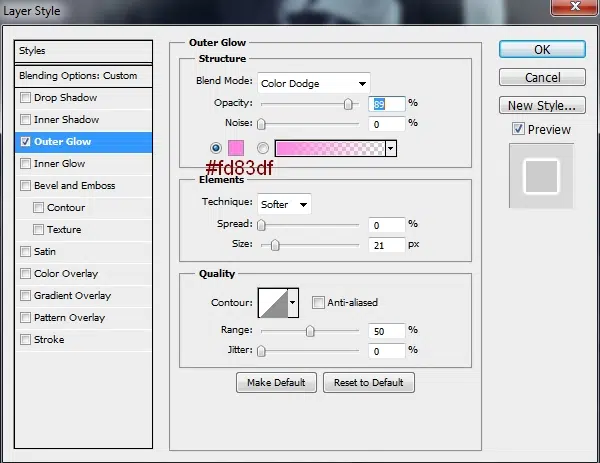 Layer Style
Styles
Blending Options: Custom
Drop Shadow
Inner Shadow
Outer Glow
Inner Glow
Bevel and Emboss
Contour
Texture
Satin
Color Overlay
Gradient Overlay
Pattern Overlay
Stroke
Outer Glow
Structure
Blend Mode: Color Dodge
Opacity: 89 %
Noise: 0 %
#fd83df
Elements
Technique: Softer
Spread: 0 %
Size: 21 px
Quality
Contour: Anti-aliased
Range: 50 %
Jitter: 0 %
Make Default Reset to Default
OK
Cancel
New Style...
Preview